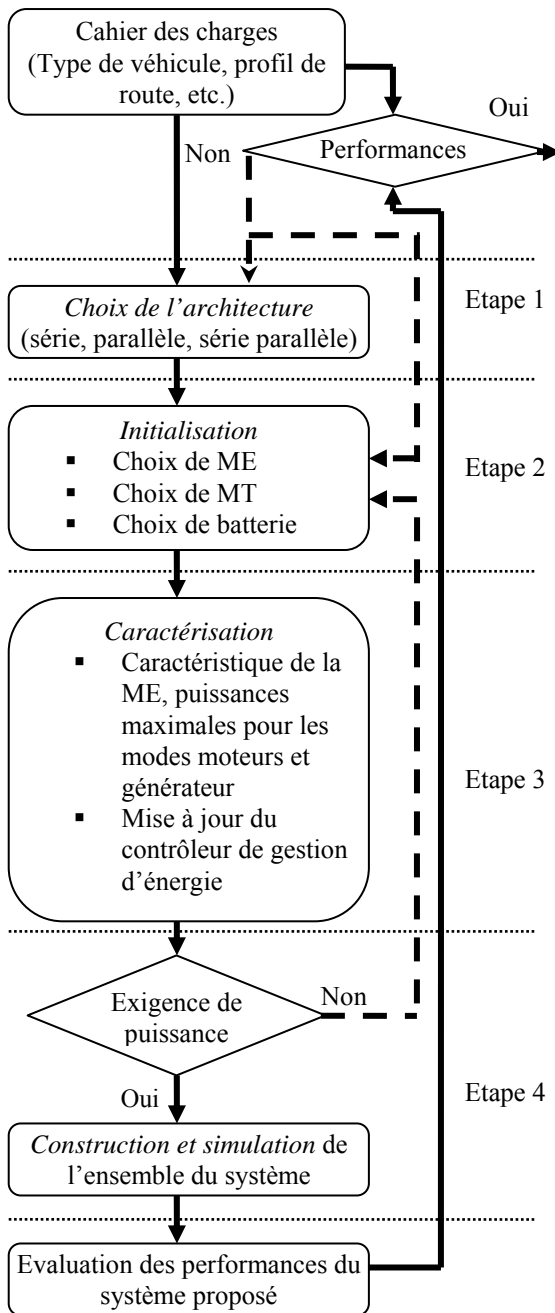 Cahier des charges
(Type de véhicule, profil de
route, etc.)
Oui
Non
Performances
Etape 1
Choix de l’architecture
(série, parallèle, série parallèle)
Initialisation
▪ Choix de ME
▪ Choix de MT
▪ Choix de batterie
Etape 2
Caractérisation
▪ Caractéristique de la
ME, puissances
maximales pour les
modes moteurs et
générateur
▪ Mise à jour du
contrôleur de gestion
d’énergie
Etape 3
Exigence de
puissance
Non
Oui
Etape 4
Construction et simulation de
l’ensemble du système
Evaluation des performances du
système proposé